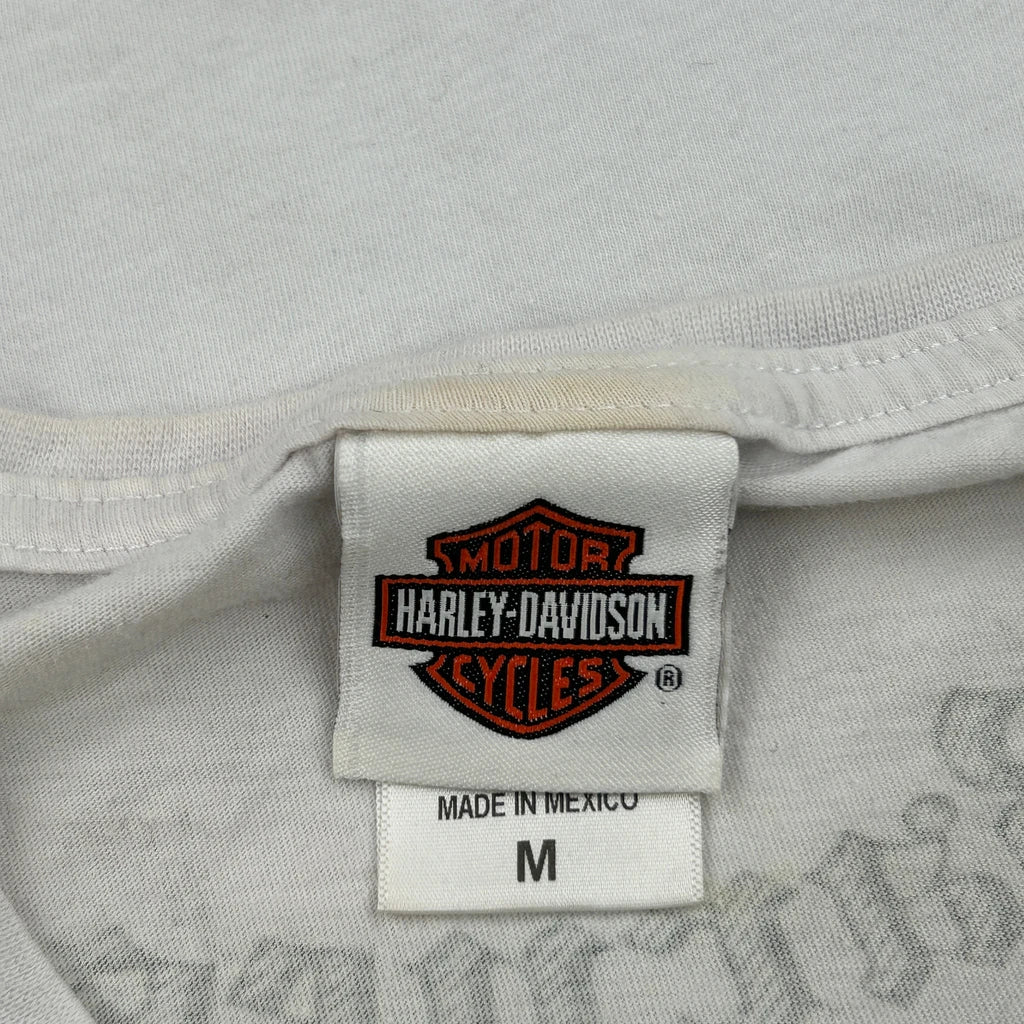 MOTOR
HARLEY-DAVIDSON
CYCLES
®
MADE IN MEXICO
M